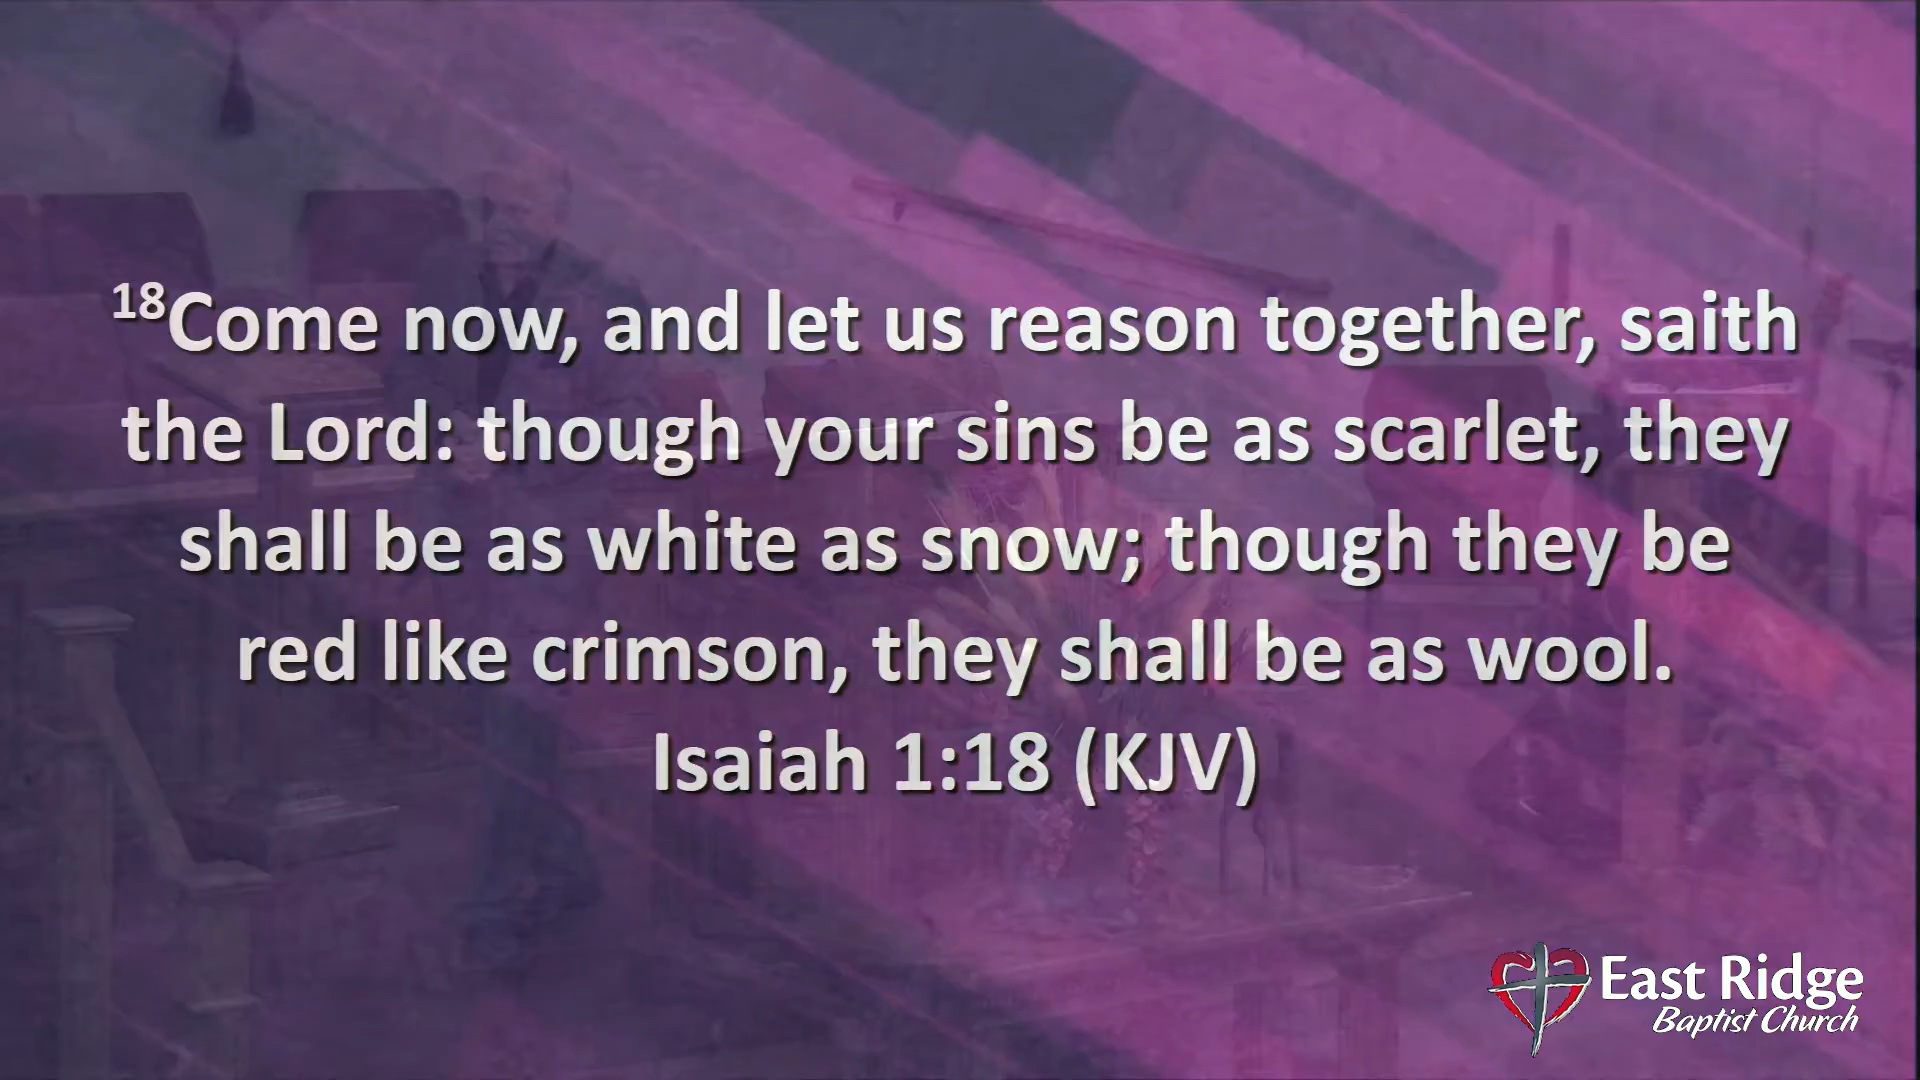 18Come now, and let us reason together, saith
the Lord: though your sins be as scarlet, they
shall be as white as snow; though they be
red like crimson, they shall be as wool.
Isaiah 1:18 (KJV)
East Ridge
Baptist Church